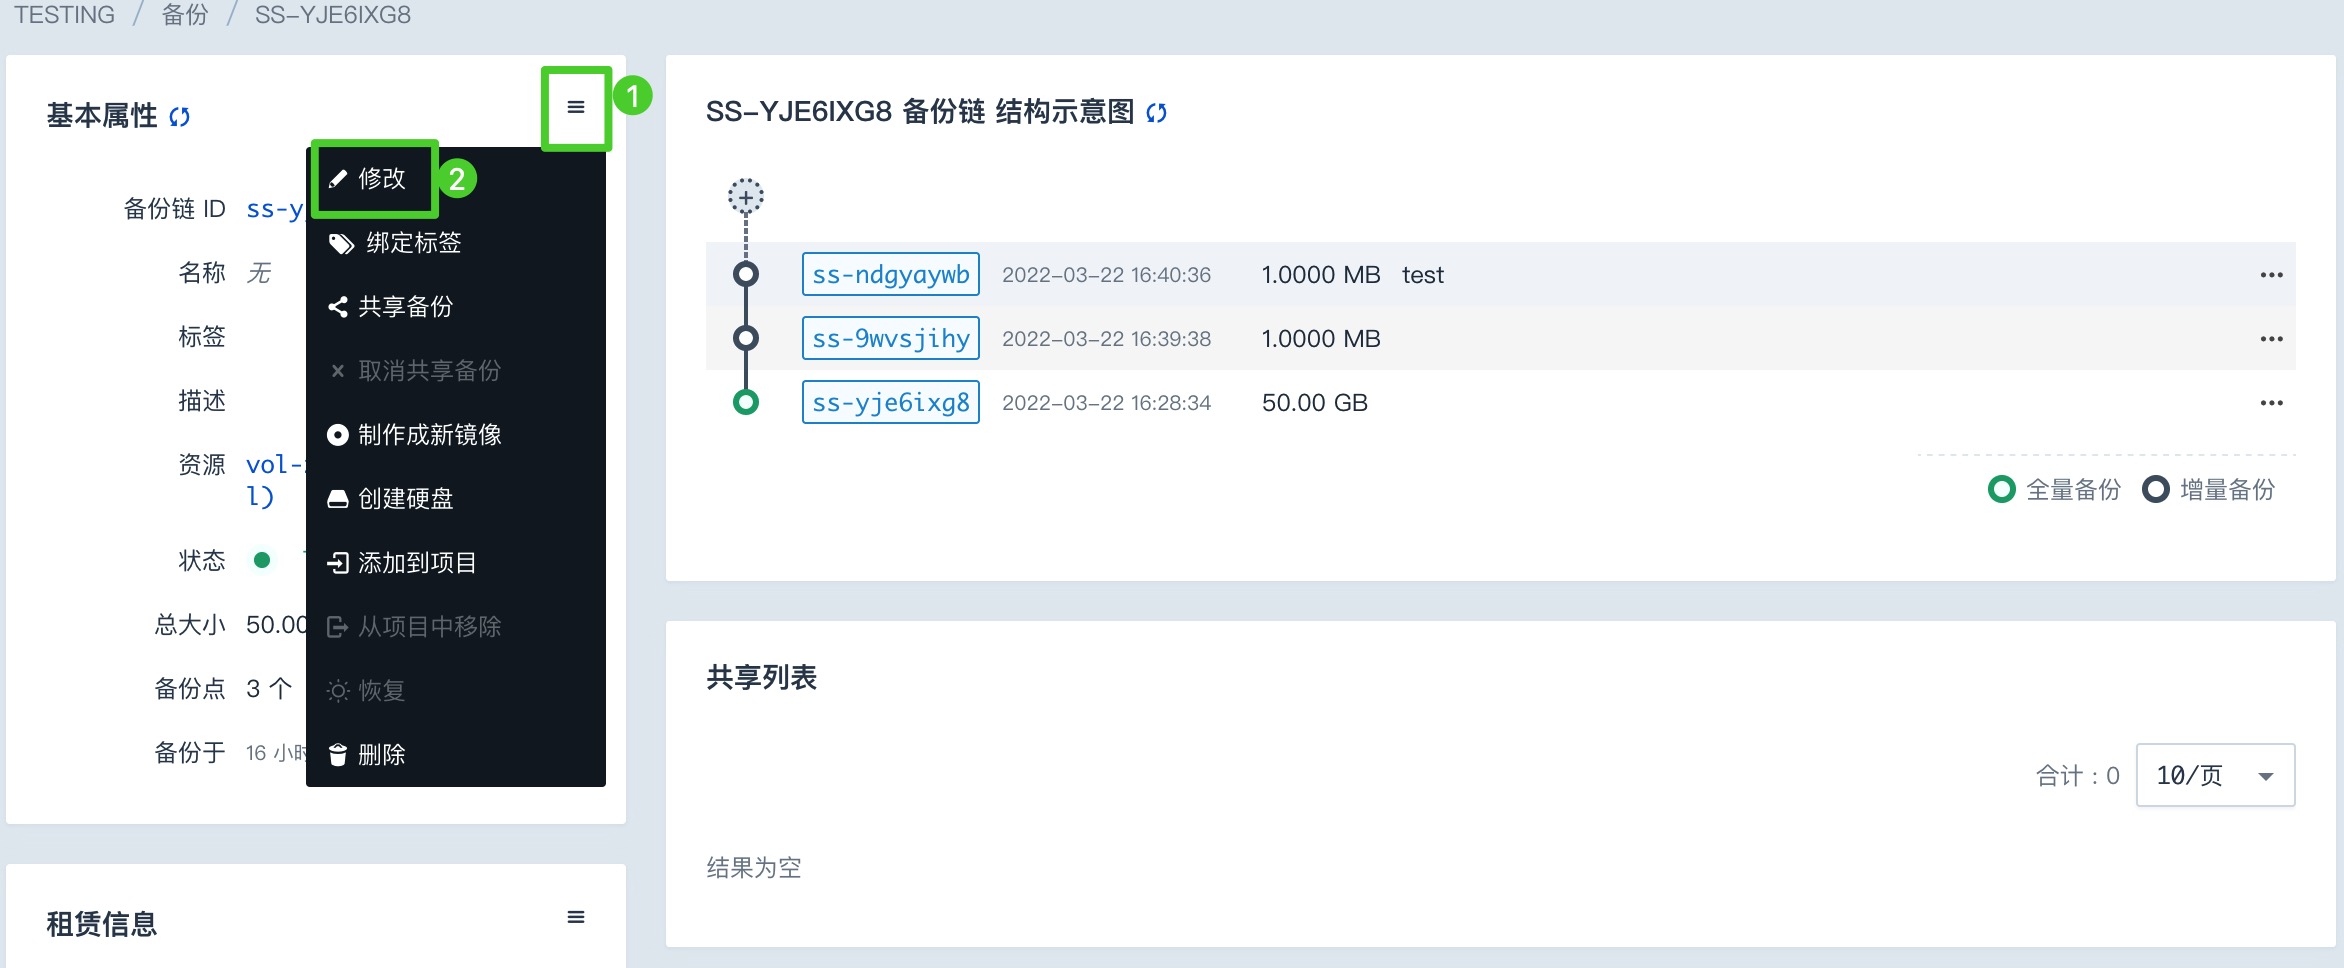 TESTING / 备份 / SS-YJE6IXG8
基本属性
1
修改
2
备份链 ID ss-y
绑定标签
名称 无
共享备份
标签
取消共享备份
描述
制作成新镜像
资源 vol-
l)
创建硬盘
状态
添加到项目
总大小 50.00
从项目中移除
备份点 3 个
恢复
备份于 16 小时
删除
租赁信息
SS-YJE6IXG8 备份链 结构示意图
ss-ndgyaywb 2022-03-22 16:40:36 1.0000 MB test
ss-9wvsjihy 2022-03-22 16:39:38 1.0000 MB
ss-yje6ixg8 2022-03-22 16:28:34 50.00 GB
全量备份 增量备份
共享列表
合计：0 10/页
结果为空